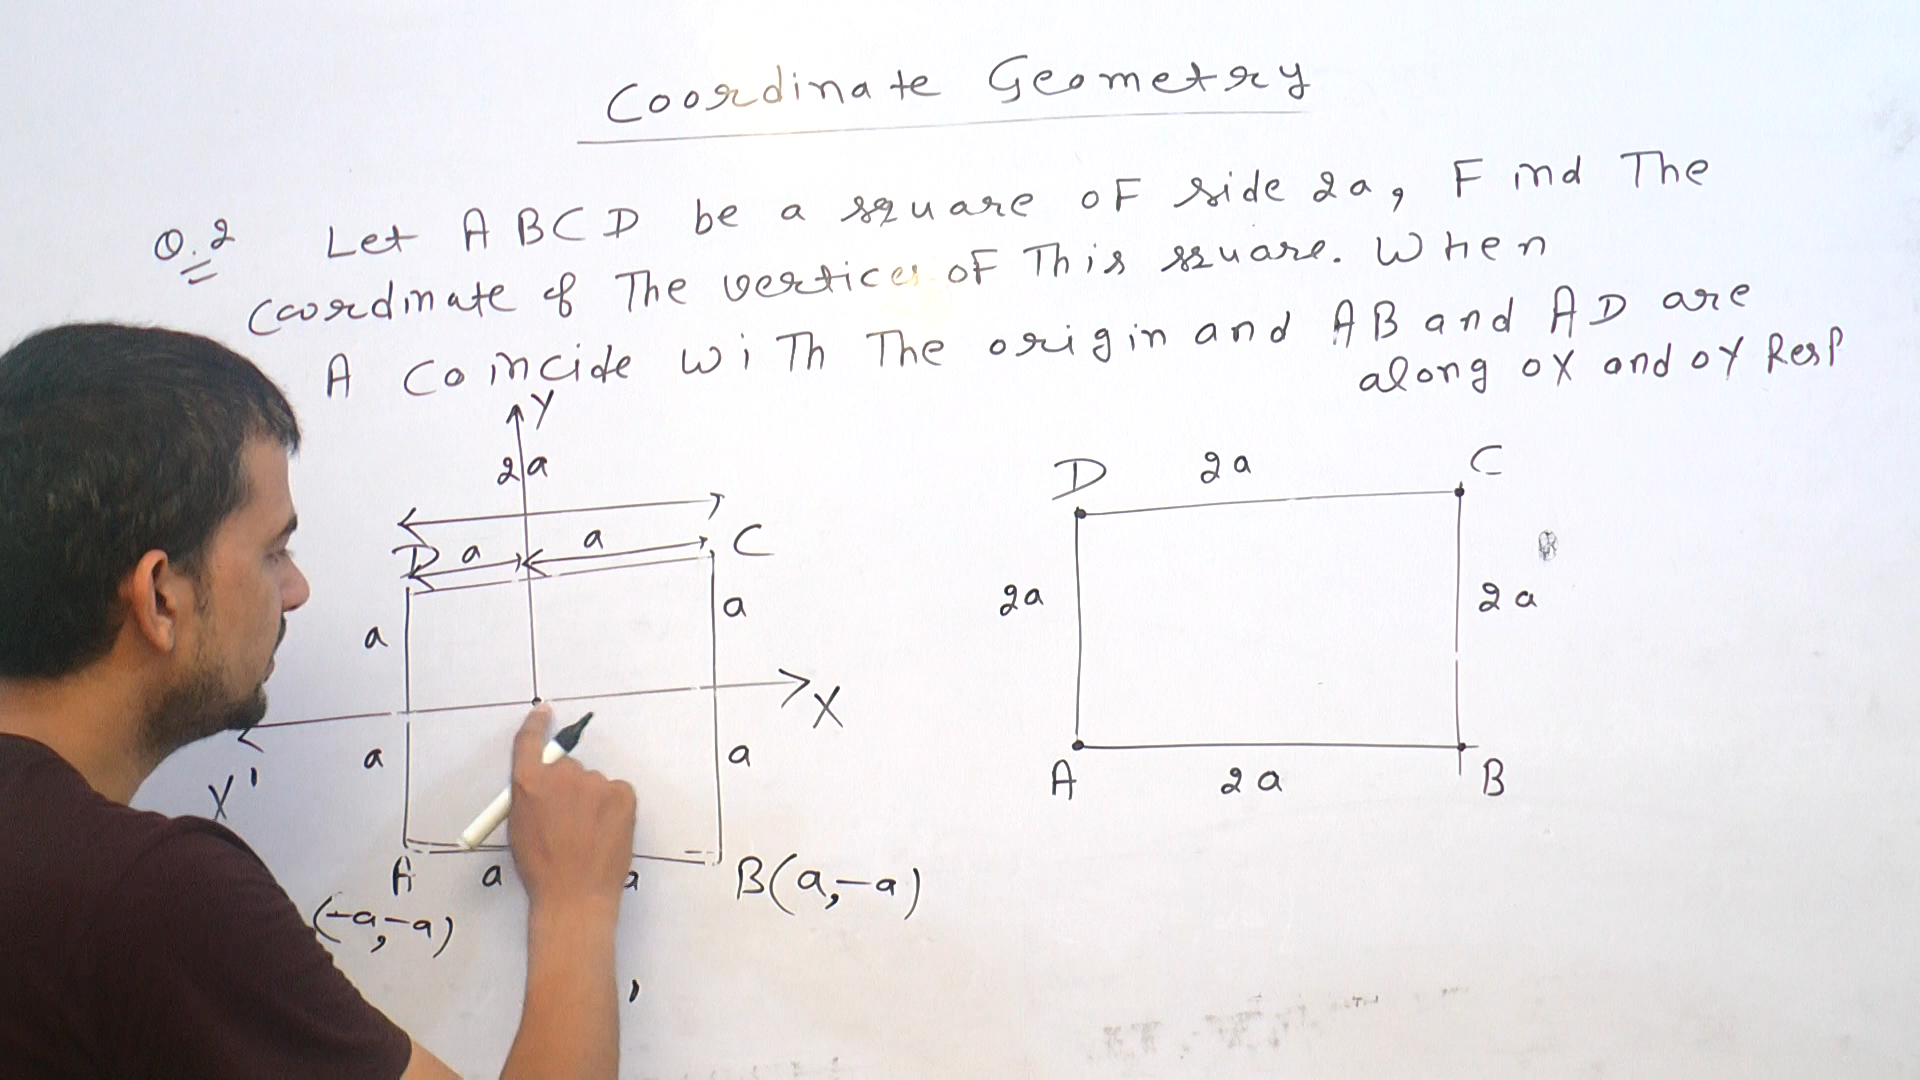 Coordinate Geometry
Q.2 Let ABCD be a square of side 2a, Find The
coordinate of The vertices of This square. When
A Coincide with The origin and AB and AD are
along OX and OY Resp
Y
2a
D a a C
a a
X
a a
X'
A a a B(a,-a)
(-a,-a)
'
D 2a C
2a 2a
A 2a B